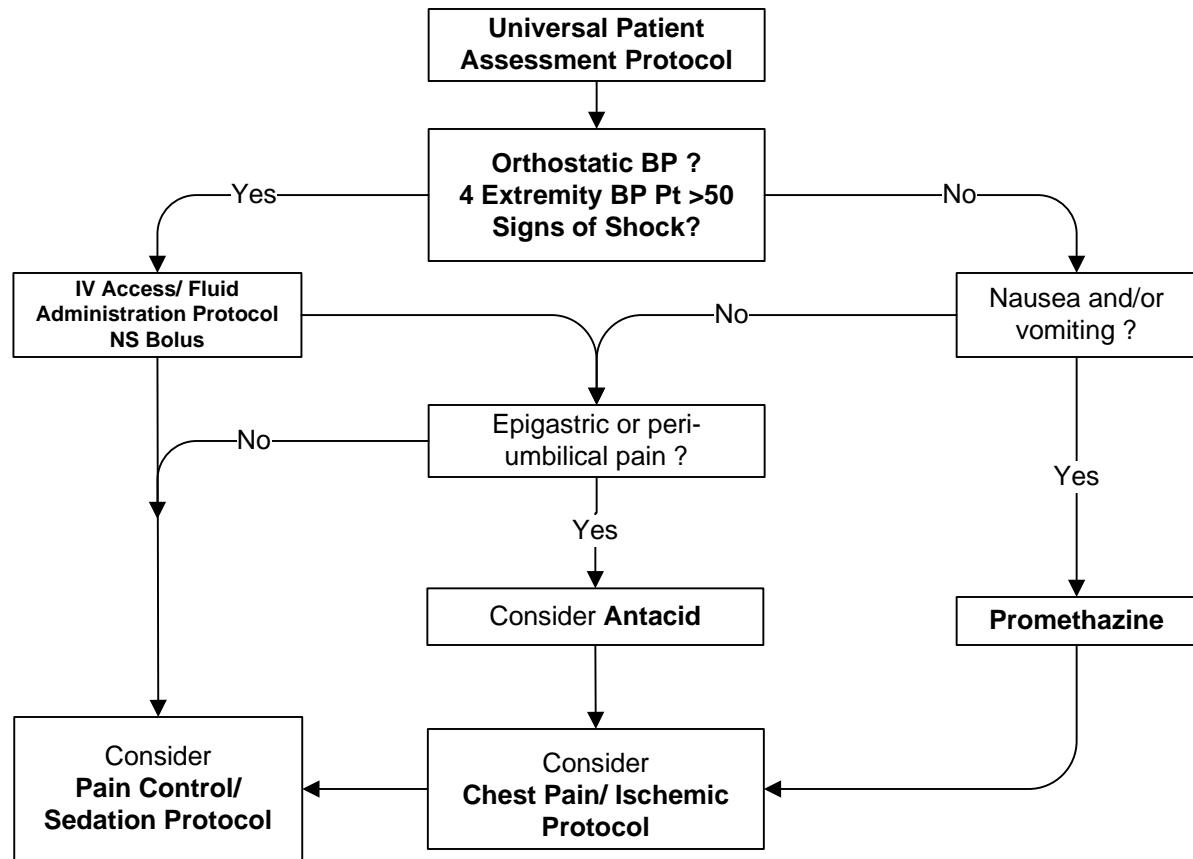 Universal Patient
Assessment Protocol
Orthostatic BP ?
4 Extremity BP Pt >50
Signs of Shock?
Yes
No
IV Access/ Fluid
Administration Protocol
NS Bolus
Nausea and/or
vomiting ?
No
Epigastric or peri-
umbilical pain ?
No
Yes
Yes
Consider Antacid
Promethazine
Consider
Pain Control/
Sedation Protocol
Consider
Chest Pain/ Ischemic
Protocol